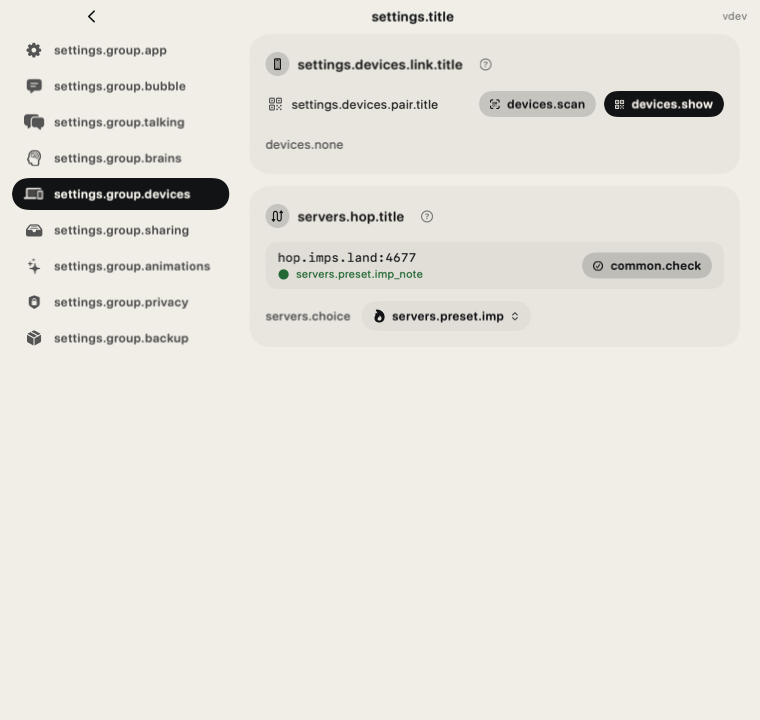 settings.title
vdev
settings.group.app
settings.group.bubble
settings.group.talking
settings.group.brains
settings.group.devices
settings.group.sharing
settings.group.animations
settings.group.privacy
settings.group.backup
settings.devices.link.title
settings.devices.pair.title
devices.scan
devices.show
devices.none
servers.hop.title
hop.imps.land:4677
servers.preset.imp_note
common.check
servers.choice
servers.preset.imp